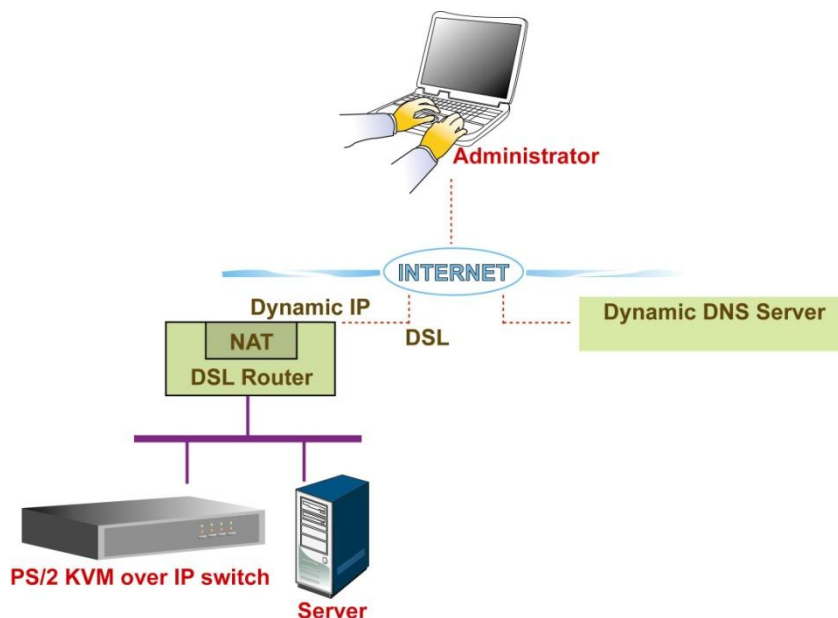 Administrator
INTERNET
Dynamic IP
Dynamic DNS Server
NAT
DSL
DSL Router
PS/2 KVM over IP switch
Server